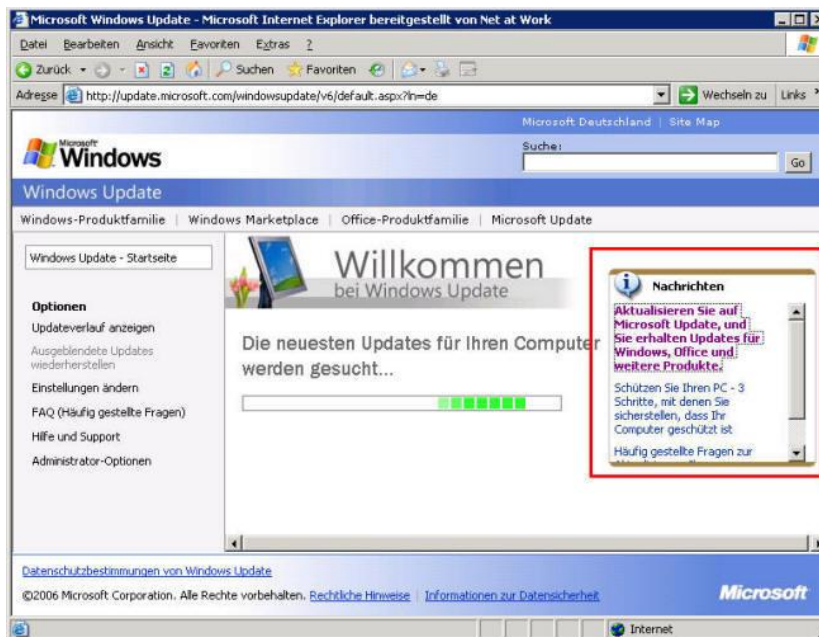 Microsoft Windows Update - Microsoft Internet Explorer bereitgestellt von Net at Work
Datei Bearbeiten Ansicht Favoriten Extras ?
Zurück Suchen Favoriten
Adresse http://update.microsoft.com/windowsupdate/v6/default.aspx?ln=de Wechseln zu Links »
Microsoft Deutschland | Site Map
Microsoft
Windows
Suche:
Go
Windows Update
Windows-Produktfamilie | Windows Marketplace | Office-Produktfamilie | Microsoft Update
Windows Update - Startseite
Optionen
Updateverlauf anzeigen
Ausgeblendete Updates
wiederherstellen
Einstellungen ändern
FAQ (Häufig gestellte Fragen)
Hilfe und Support
Administrator-Optionen
Willkommen
bei Windows Update
Die neuesten Updates für Ihren Computer
werden gesucht...
Nachrichten
Aktualisieren Sie auf
Microsoft Update, und
Sie erhalten Updates für
Windows, Office und
weitere Produkte.
Schützen Sie Ihren PC - 3
Schritte, mit denen Sie
sicherstellen, dass Ihr
Computer geschützt ist
Häufig gestellte Fragen zur
Datenschutzbestimmungen von Windows Update
©2006 Microsoft Corporation. Alle Rechte vorbehalten. Rechtliche Hinweise | Informationen zur Datensicherheit
Microsoft
Internet